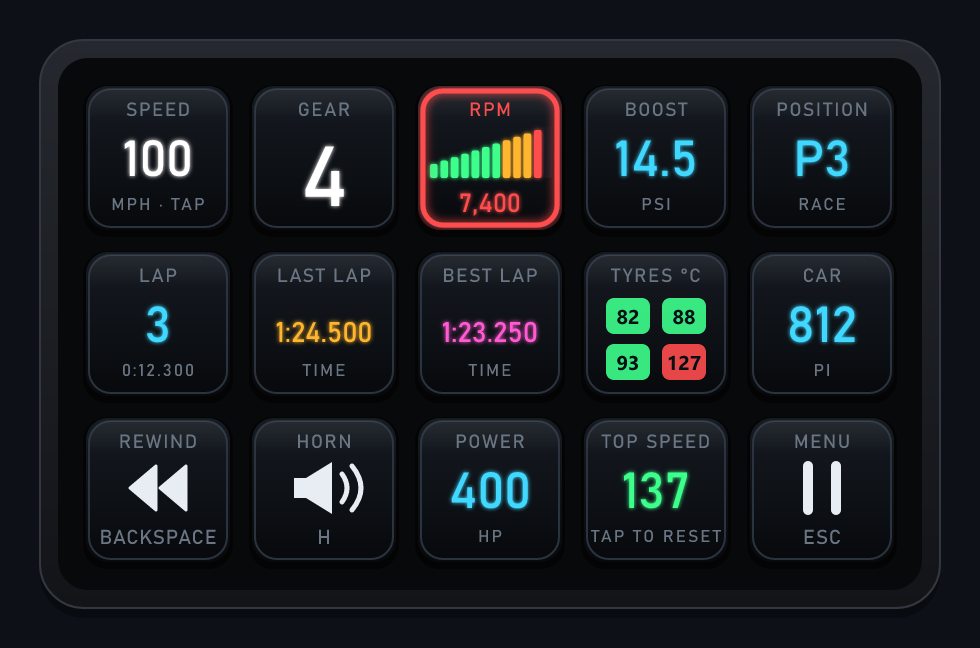 SPEED
100
MPH · TAP
GEAR
4
RPM
7,400
BOOST
14.5
PSI
POSITION
P3
RACE
LAP
3
0:12.300
LAST LAP
1:24.500
TIME
BEST LAP
1:23.250
TIME
TYRES °C
82 88
93 127
CAR
812
PI
REWIND
BACKSPACE
HORN
H
POWER
400
HP
TOP SPEED
137
TAP TO RESET
MENU
ESC